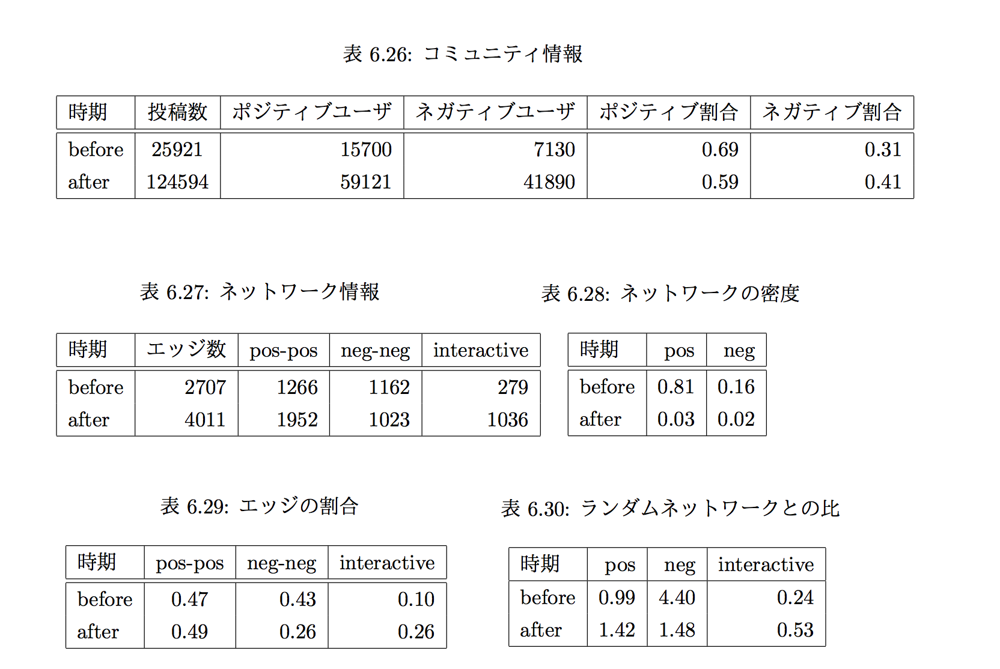 表 6.26: コミュニティ情報
時期 投稿数 ポジティブユーザ ネガティブユーザ ポジティブ割合 ネガティブ割合
before 25921 15700 7130 0.69 0.31
after 124594 59121 41890 0.59 0.41
表 6.27: ネットワーク情報
時期 エッジ数 pos-pos neg-neg interactive
before 2707 1266 1162 279
after 4011 1952 1023 1036
表 6.28: ネットワークの密度
時期 pos neg
before 0.81 0.16
after 0.03 0.02
表 6.29: エッジの割合
時期 pos-pos neg-neg interactive
before 0.47 0.43 0.10
after 0.49 0.26 0.26
表 6.30: ランダムネットワークとの比
時期 pos neg interactive
before 0.99 4.40 0.24
after 1.42 1.48 0.53